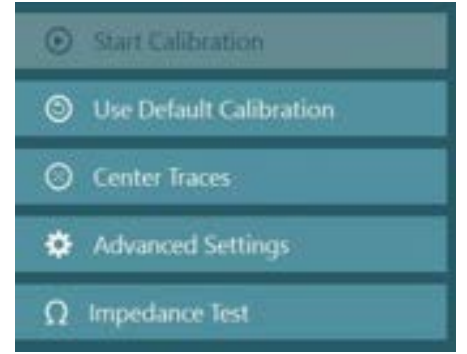 Start Calibration
Use Default Calibration
Center Traces
Advanced Settings
Ω Impedance Test